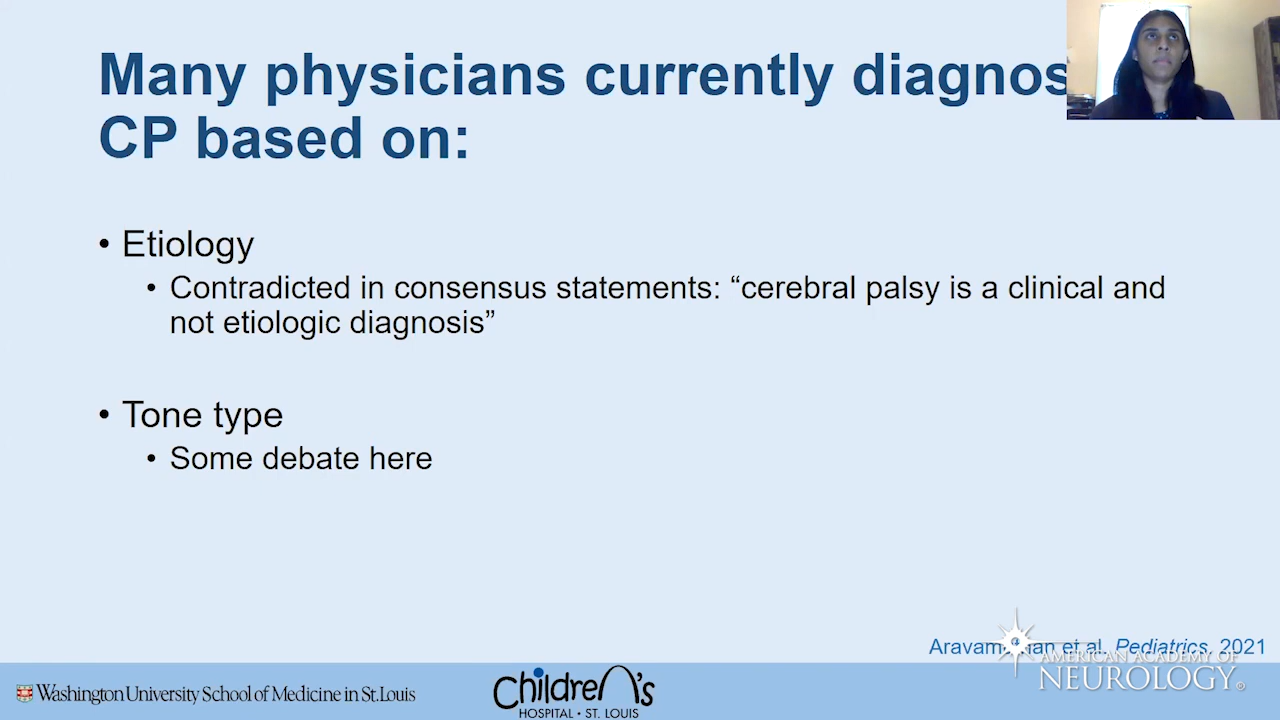 Many physicians currently
CP based on:
• Etiology
• Contradicted in consensus statements: “cerebral palsy is a clinical and
not etiologic diagnosis”
• Tone type
• Some debate here
et al. Pediatrics, 2021
AMERICAN ACADEMY OF
NEUROLOGY®
Washington University School of Medicine in St. Louis
Children's
HOSPITAL • ST. LOUIS